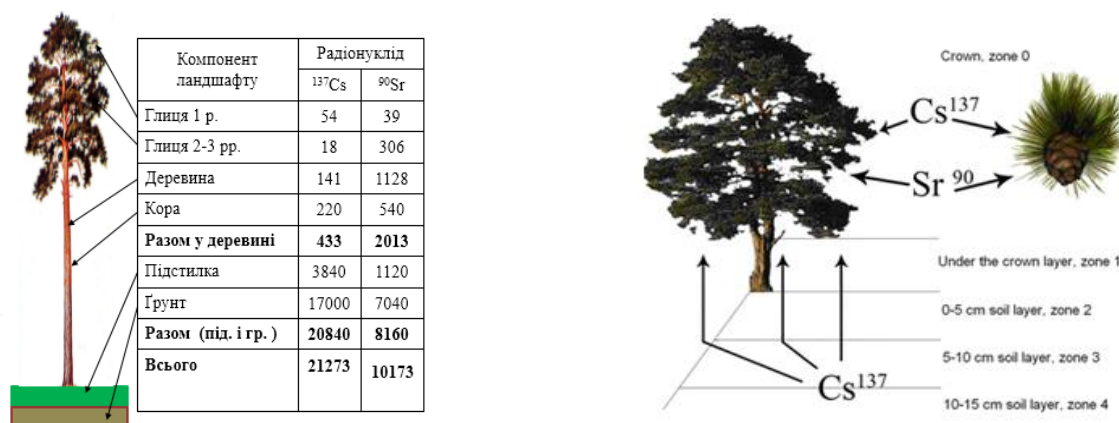 Компонент ландшафту Радіонуклід
¹³⁷Cs ⁹⁰Sr
Глиця 1 р. 54 39
Глиця 2-3 рр. 18 306
Деревина 141 1128
Кора 220 540
Разом у деревині 433 2013
Підстилка 3840 1120
Ґрунт 17000 7040
Разом (під. і гр. ) 20840 8160
Всього 21273 10173
Crown, zone 0
Cs¹³⁷
Sr ⁹⁰
Under the crown layer, zone 1
0-5 cm soil layer, zone 2
5-10 cm soil layer, zone 3
Cs¹³⁷
10-15 cm soil layer, zone 4